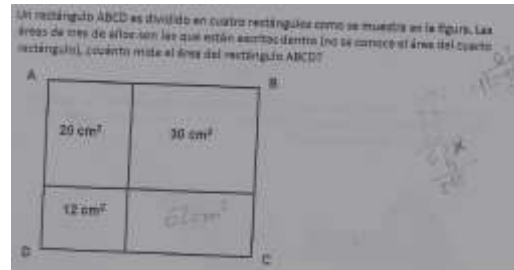 Un rectángulo ABCD es dividido en cuatro rectángulos como se muestra en la figura. Las
áreas de tres de ellos son las que están escritas dentro (no se conoce el área del cuarto
rectángulo), ¿cuánto mide el área del rectángulo ABCD?
A
B
20 cm²
30 cm²
12 cm²
cm²
D
C